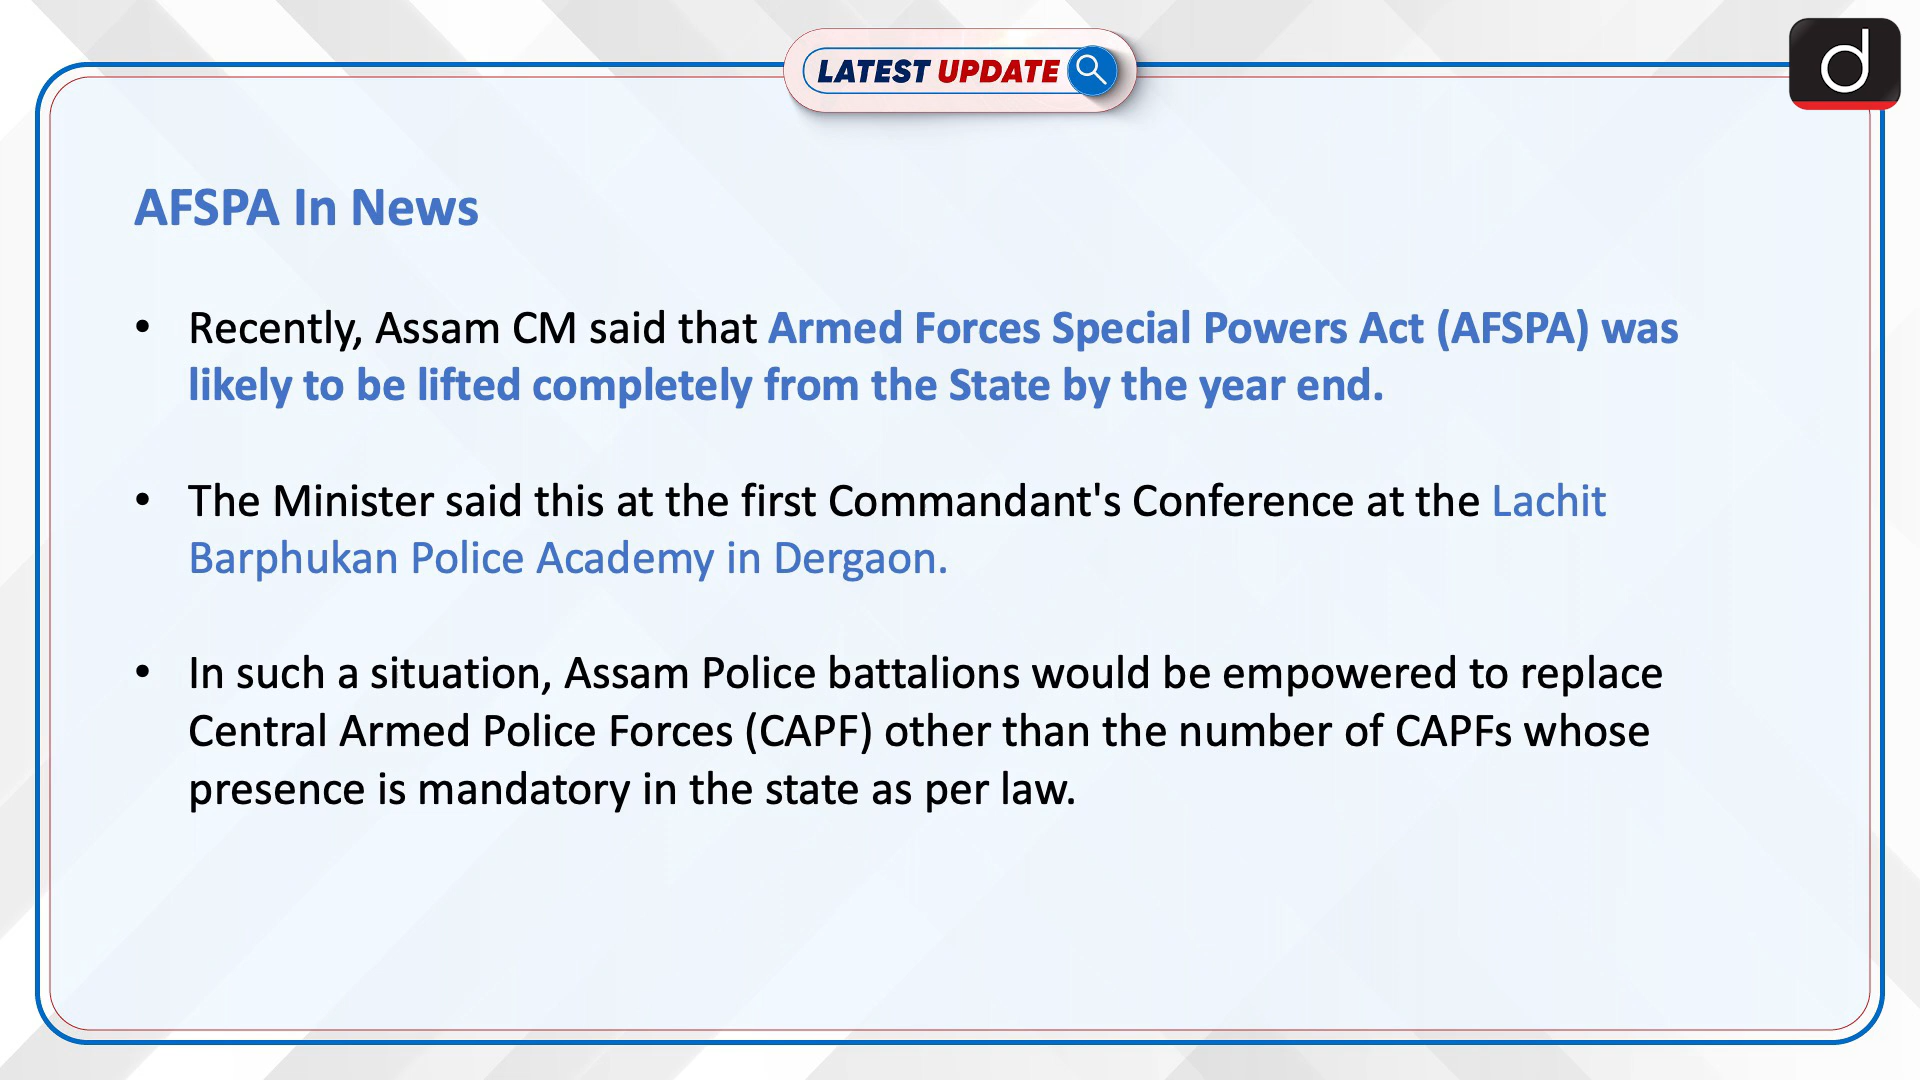 LATEST UPDATE
d
AFSPA In News
• Recently, Assam CM said that Armed Forces Special Powers Act (AFSPA) was
likely to be lifted completely from the State by the year end.
• The Minister said this at the first Commandant's Conference at the Lachit
Barphukan Police Academy in Dergaon.
• In such a situation, Assam Police battalions would be empowered to replace
Central Armed Police Forces (CAPF) other than the number of CAPFs whose
presence is mandatory in the state as per law.